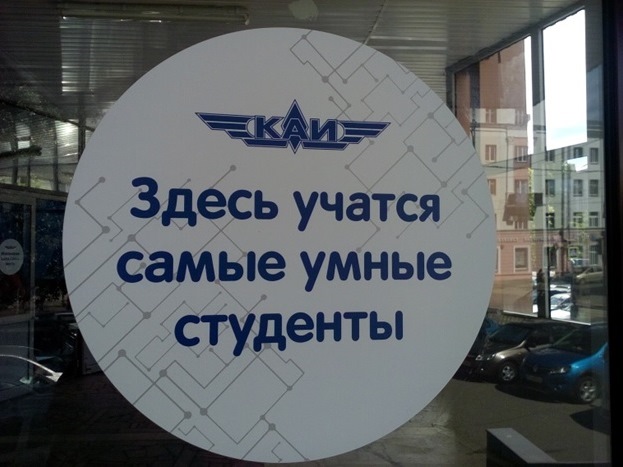 КАИ
Здесь учатся
самые умные
студенты